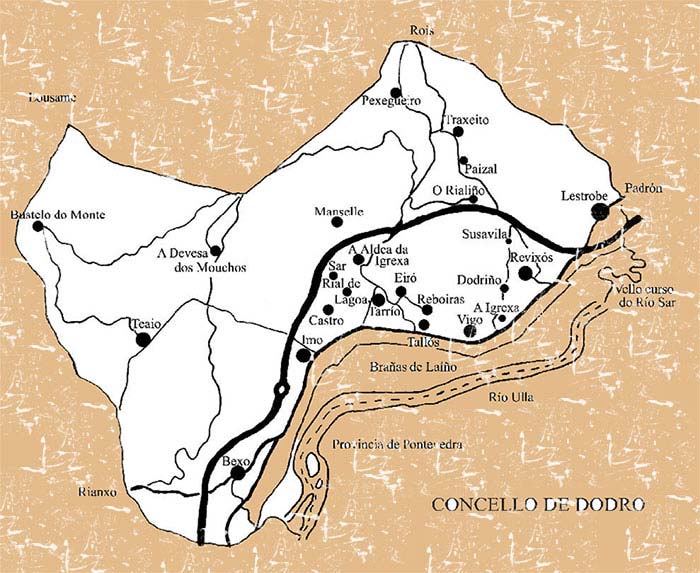 Rois
Lousame
Pexegueiro
Traxeito
Paizal
O Rialiño
Padrón
Lestrobe
Bustelo do Monte
Manselle
A Devesa
dos Mouchos
Susavila
A Aldea da
Igrexa
Revixós
Sar
Rial de
Lagoa
Eiró
Dodriño
Vello curso
do Río Sar
Castro
Tarrío
Reboiras
A Igrexa
Vigo
Teaio
Tallós
Imo
Brañas de Laíño
Río Ulla
Provincia de Pontevedra
Bexo
Rianxo
CONCELLO DE DODRO